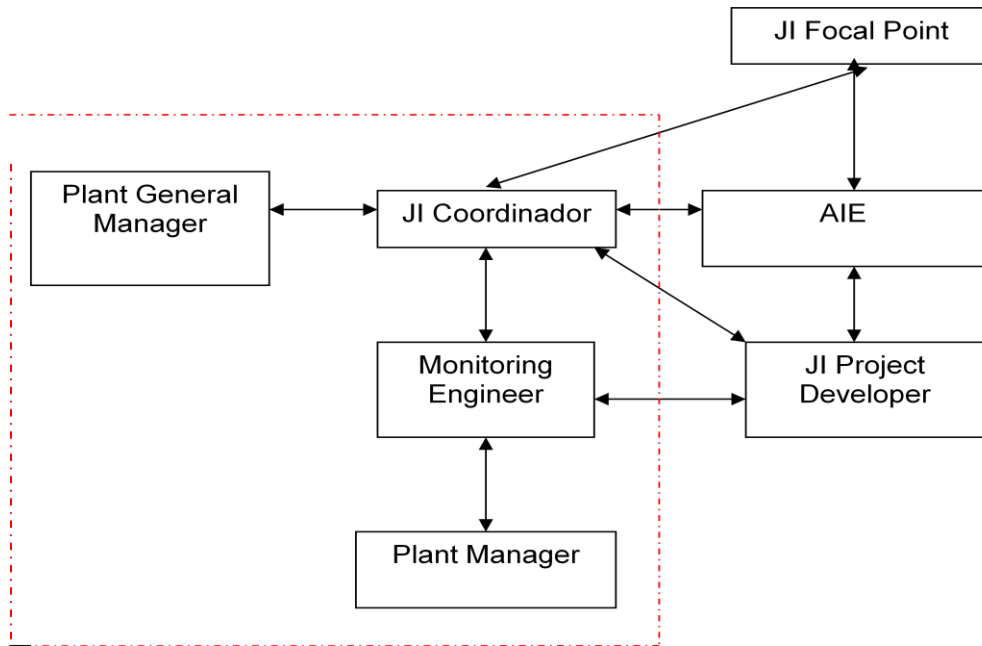 JI Focal Point
Plant General
Manager
JI Coordinador
AIE
Monitoring
Engineer
JI Project
Developer
Plant Manager